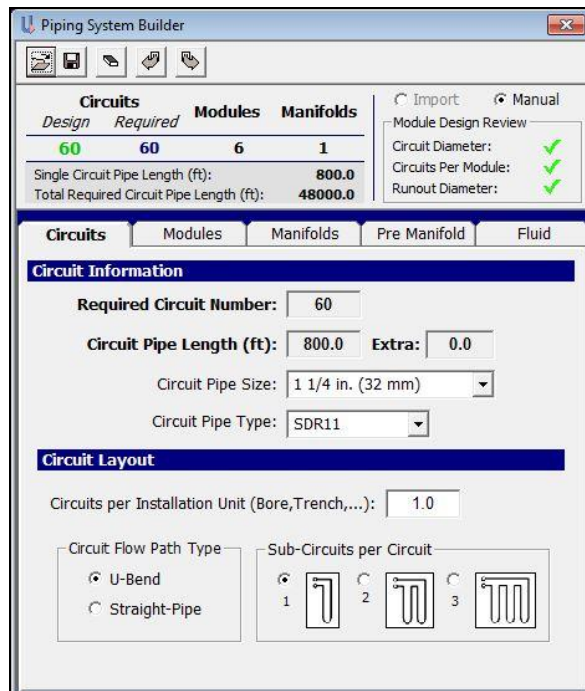 Piping System Builder
Circuits Modules Manifolds
Design Required
60 60 6 1
Single Circuit Pipe Length (ft): 800.0
Total Required Circuit Pipe Length (ft): 48000.0
Import Manual
Module Design Review
Circuit Diameter:
Circuits Per Module:
Runout Diameter:
Circuits Modules Manifolds Pre Manifold Fluid
Circuit Information
Required Circuit Number: 60
Circuit Pipe Length (ft): 800.0 Extra: 0.0
Circuit Pipe Size: 1 1/4 in. (32 mm)
Circuit Pipe Type: SDR11
Circuit Layout
Circuits per Installation Unit (Bore,Trench,...): 1.0
Circuit Flow Path Type
U-Bend
Straight-Pipe
Sub-Circuits per Circuit
1 2 3